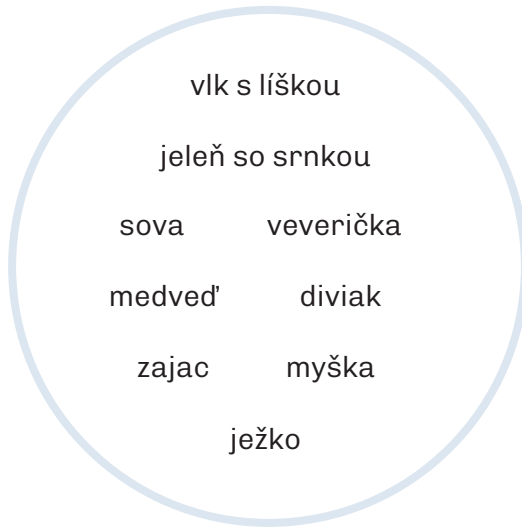 vlk s líškou
jeleň so srnkou
sova veverička
medveď diviak
zajac myška
ježko